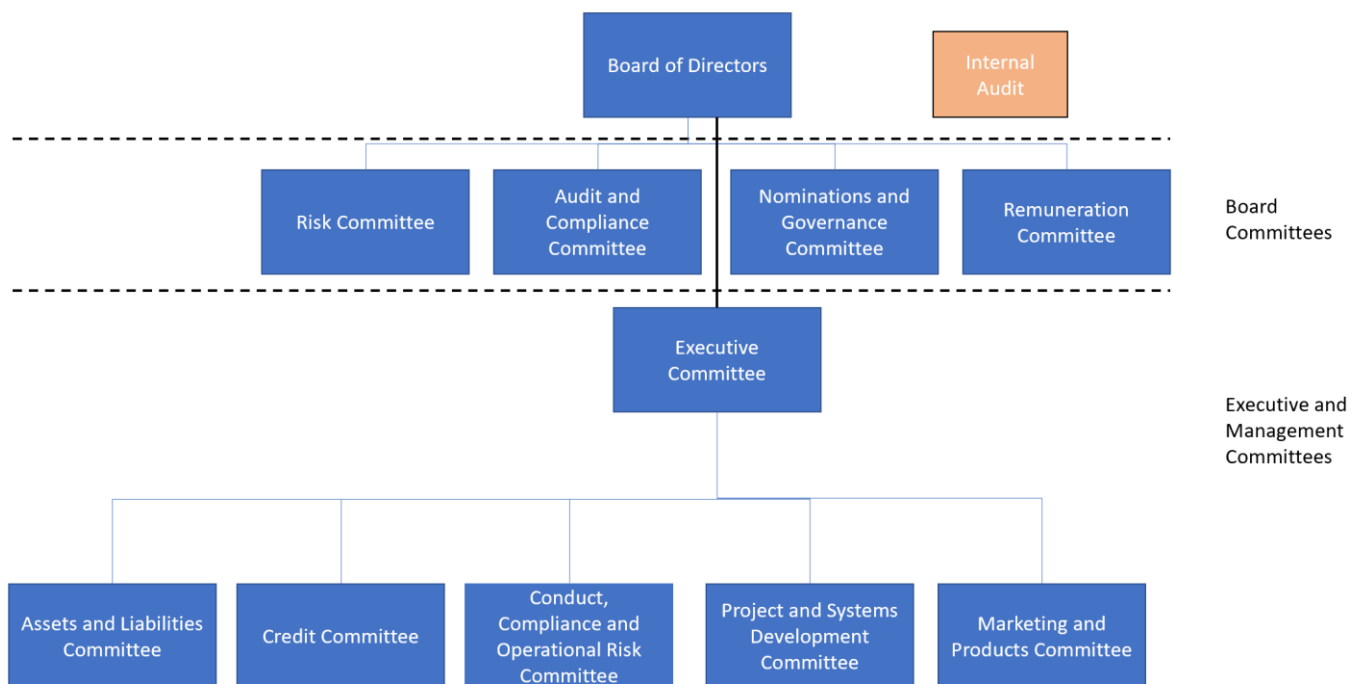 Board of Directors
Internal
Audit
Risk Committee
Audit and
Compliance
Committee
Nominations and
Governance
Committee
Remuneration
Committee
Board
Committees
Executive
Committee
Executive and
Management
Committees
Assets and Liabilities
Committee
Credit Committee
Conduct,
Compliance and
Operational Risk
Committee
Project and Systems
Development
Committee
Marketing and
Products Committee